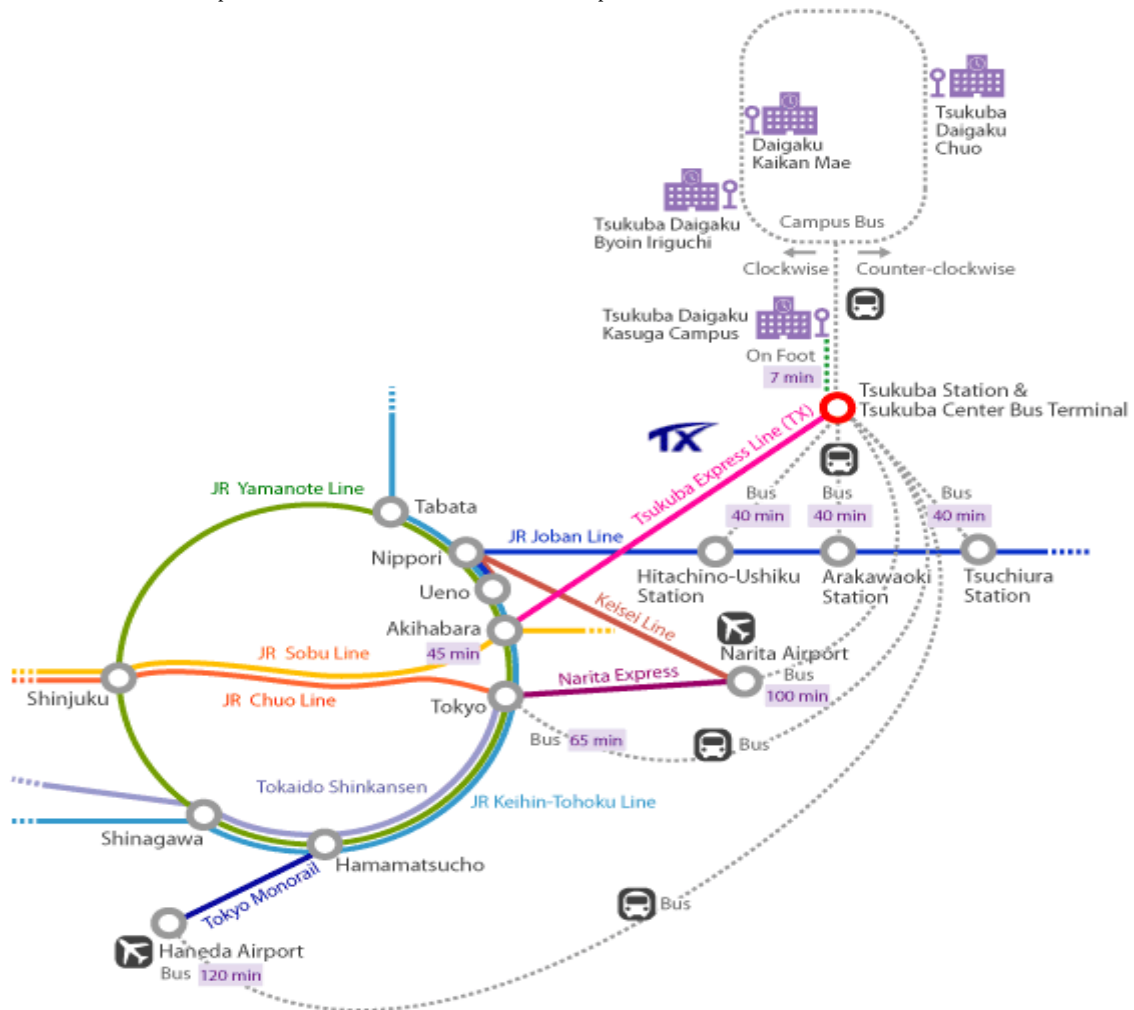 Tsukuba
Daigaku
Chuo
Daigaku
Kaikan Mae
Tsukuba Daigaku
Byoin Iriguchi
Campus Bus
Clockwise
Counter-clockwise
Tsukuba Daigaku
Kasuga Campus
On Foot
7 min
Tsukuba Station &
Tsukuba Center Bus Terminal
TX
Tsukuba Express Line (TX)
JR Yamanote Line
Tabata
Bus
40 min
Bus
40 min
Bus
40 min
JR Joban Line
Nippori
Hitachino-Ushiku
Station
Arakawaoki
Station
Tsuchiura
Station
Ueno
Keisei Line
Akihabara
45 min
JR Sobu Line
Narita Airport
Bus
100 min
Narita Express
Shinjuku
JR Chuo Line
Tokyo
Bus 65 min
Bus
Tokaido Shinkansen
JR Keihin-Tohoku Line
Shinagawa
Hamamatsucho
Tokyo Monorail
Bus
Haneda Airport
Bus 120 min